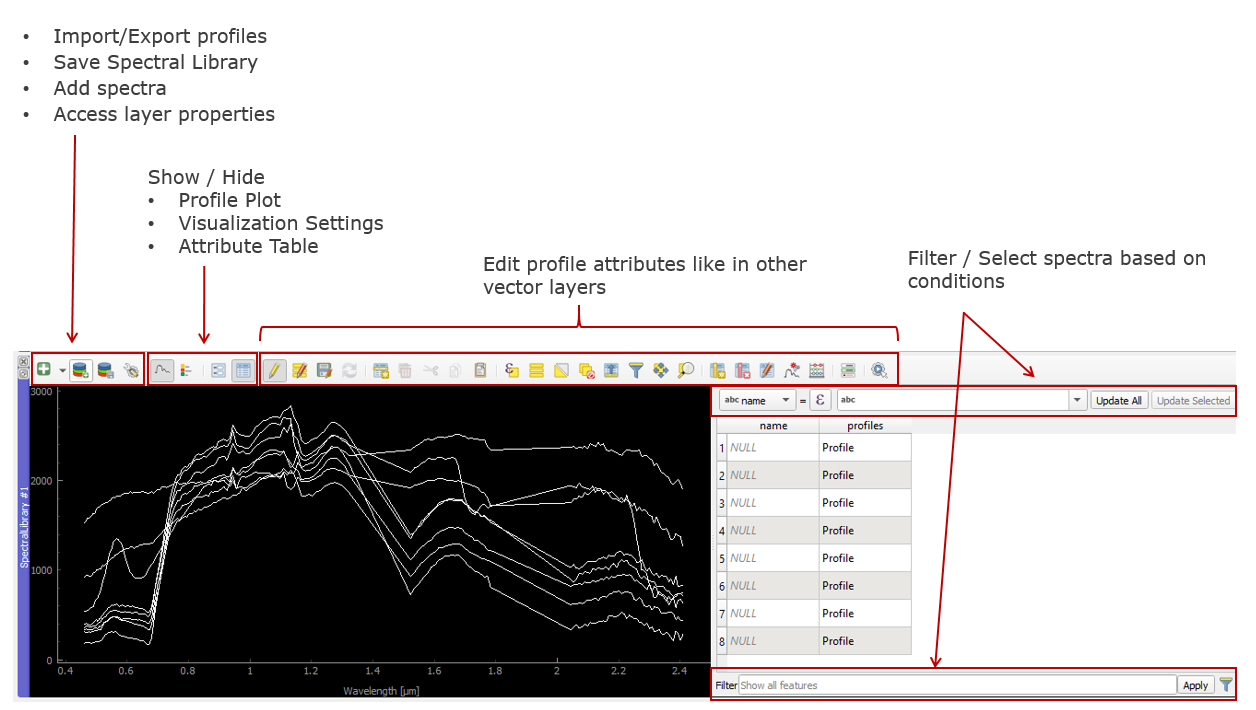 • Import/Export profiles
• Save Spectral Library
• Add spectra
• Access layer properties
Show / Hide
• Profile Plot
• Visualization Settings
• Attribute Table
Edit profile attributes like in other
vector layers
Filter / Select spectra based on
conditions
SpectralLibrary #1
3000
2000
1000
0
0.4 0.6 0.8 1 1.2 1.4 1.6 1.8 2 2.2 2.4
Wavelength [µm]
abc name = ε abc Update All Update Selected
name profiles
1 NULL Profile
2 NULL Profile
3 NULL Profile
4 NULL Profile
5 NULL Profile
6 NULL Profile
7 NULL Profile
8 NULL Profile
Filter Show all features Apply